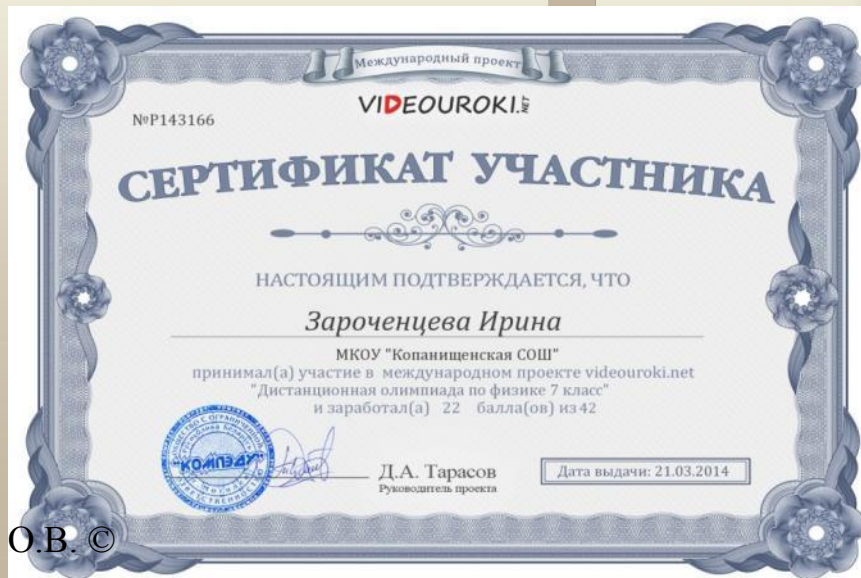 Международный проект
VIDEOUROKI.NET
№Р143166
СЕРТИФИКАТ УЧАСТНИКА
НАСТОЯЩИМ ПОДТВЕРЖДАЕТСЯ, ЧТО
Зароченцева Ирина
МКОУ "Копанищенская СОШ"
принимал(а) участие в международном проекте videouroki.net
"Дистанционная олимпиада по физике 7 класс"
и заработал(а) 22 балла(ов) из 42
"КОМПЭДУ"
Д.А. Тарасов
Руководитель проекта
Дата выдачи: 21.03.2014
О.В. ©